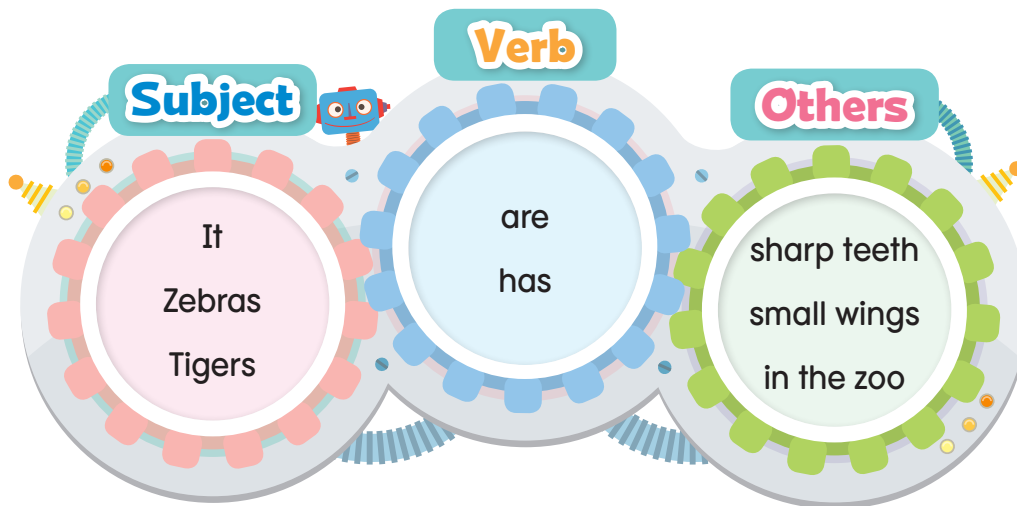 Subject
It
Zebras
Tigers
Verb
are
has
Others
sharp teeth
small wings
in the zoo